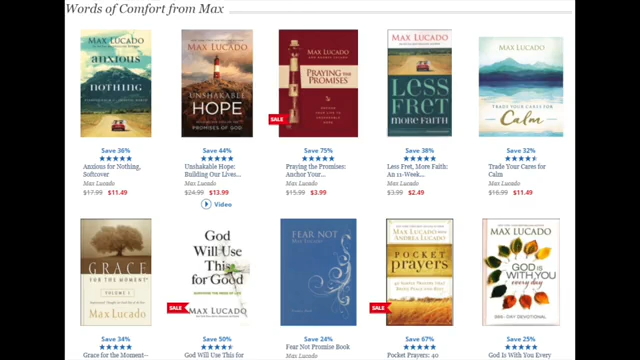 Words of Comfort from Max
MAX LUCADO
anxious
for
nothing
MAX LUCADO
UNSHAKABLE
HOPE
PROMISES OF GOD
MAX LUCADO
PRAYING THE
PROMISES
SALE
MAX LUCADO
LESS
FRET
MORE FAITH
MAX LUCADO
TRADE YOUR CARES FOR
Calm
Save 36%
Anxious for Nothing,
Softcover
Max Lucado
$17.99 $11.49
Save 44%
Unshakable Hope:
Building Our Lives...
Max Lucado
$24.99 $13.99
Video
Save 75%
Praying the Promises:
Anchor Your...
Max Lucado
$15.99 $3.99
Save 38%
Less Fret, More Faith:
An 11-Week...
Max Lucado
$3.99 $2.49
Save 32%
Trade Your Cares for
Calm
Max Lucado
$16.99 $11.49
GRACE
FOR THE MOMENT
VOLUME I
Max Lucado
God
Will Use
This
for Good
MAX LUCADO
SALE
FEAR NOT
MAX LUCADO
ANDREA LUCADO
POCKET
prayers
SALE
MAX LUCADO
GOD IS
WITH YOU
every day
365-DAY DEVOTIONAL
Save 34%
Grace for the Moment--
Save 50%
God Will Use This for
Save 24%
Fear Not Promise Book
Max Lucado
Save 67%
Pocket Prayers: 40
Save 25%
God Is With You Every